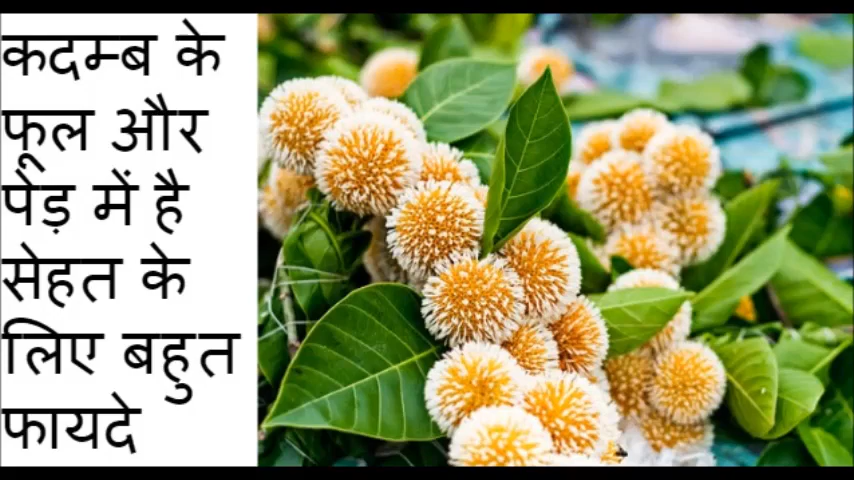 कदम्ब के
फूल और
पेड़ में है
सेहत के
लिए बहुत
फायदे